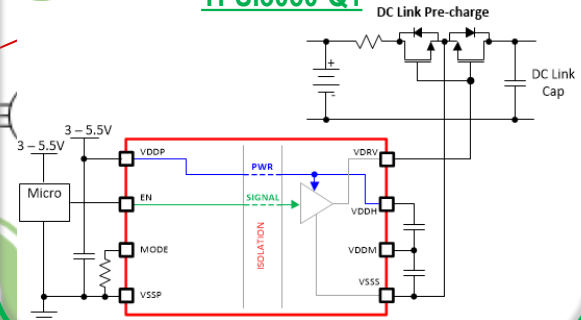 DC Link Pre-charge
+
-
DC Link
Cap
3 – 5.5V
3 – 5.5V
Micro
VDDP
EN
MODE
VSSP
PWR
SIGNAL
ISOLATION
VDRV
VDDH
VDDM
VSSS